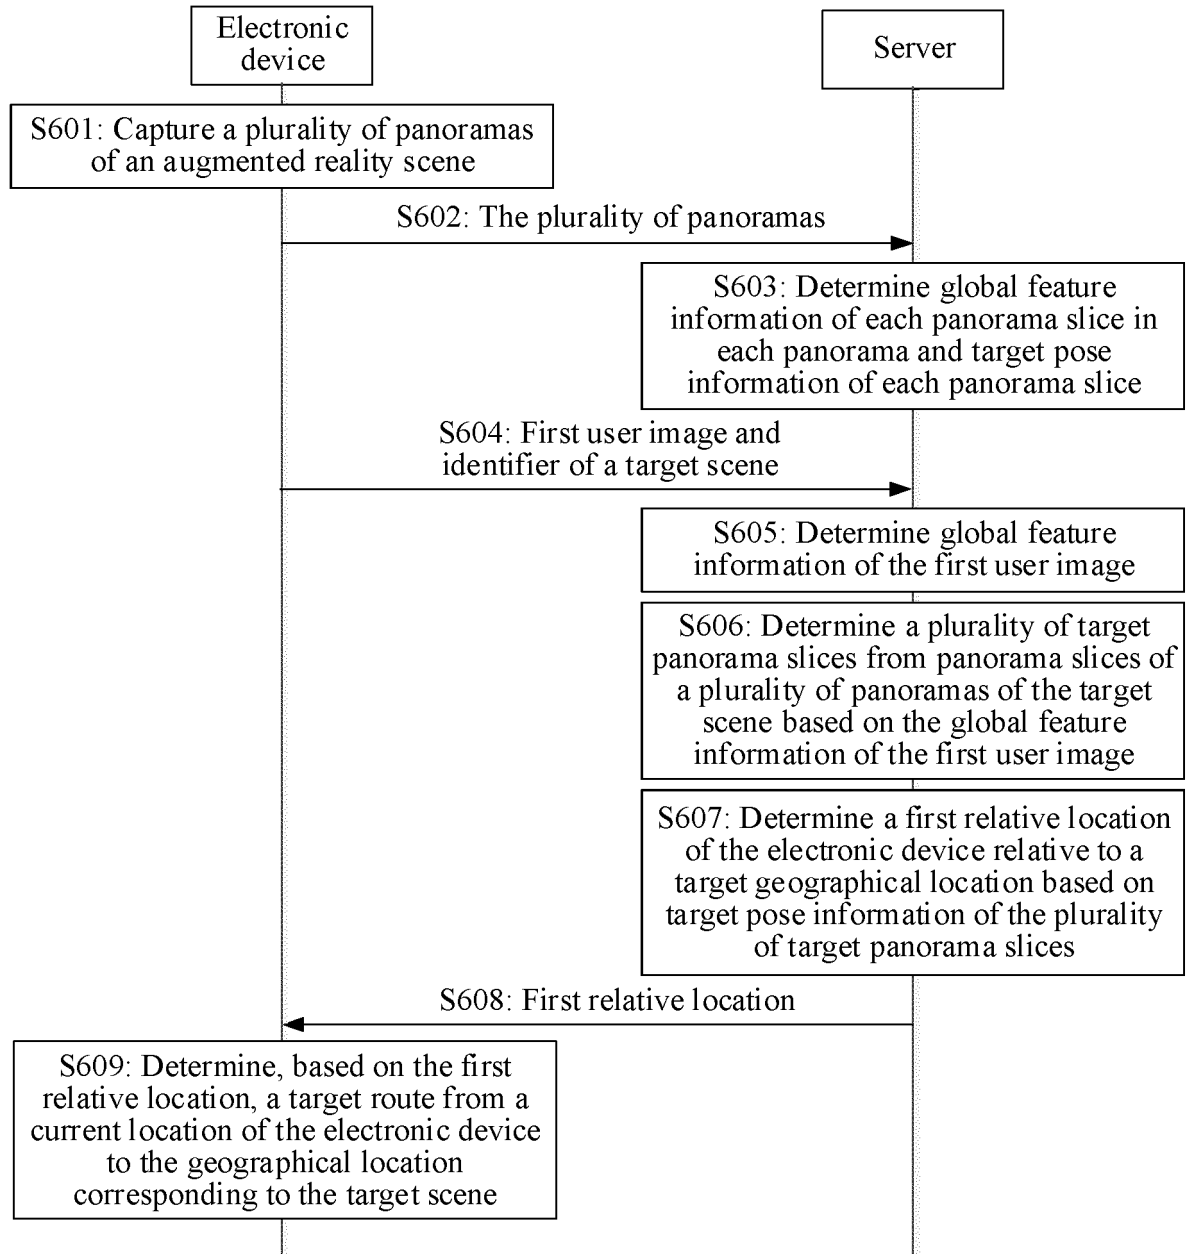 Electronic
device
Server
S601: Capture a plurality of panoramas
of an augmented reality scene
S602: The plurality of panoramas
S603: Determine global feature
information of each panorama slice in
each panorama and target pose
information of each panorama slice
S604: First user image and
identifier of a target scene
S605: Determine global feature
information of the first user image
S606: Determine a plurality of target
panorama slices from panorama slices of
a plurality of panoramas of the target
scene based on the global feature
information of the first user image
S607: Determine a first relative location
of the electronic device relative to a
target geographical location based on
target pose information of the plurality
of target panorama slices
S608: First relative location
S609: Determine, based on the first
relative location, a target route from a
current location of the electronic device
to the geographical location
corresponding to the target scene